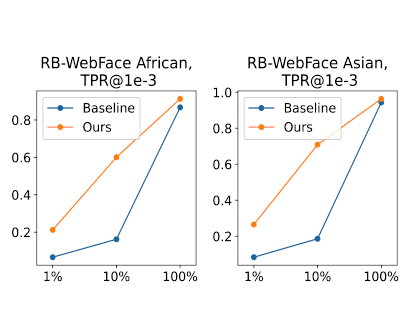 RB-WebFace African,
TPR@1e-3
Baseline
Ours
0.8
0.6
0.4
0.2
1%
10%
100%
RB-WebFace Asian,
TPR@1e-3
Baseline
Ours
1.0
0.8
0.6
0.4
0.2
1%
10%
100%